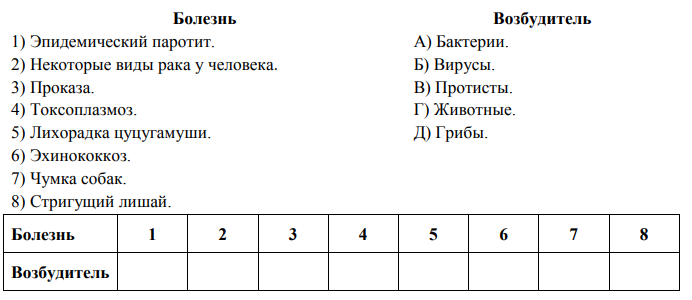 Болезнь Возбудитель
1) Эпидемический паротит. А) Бактерии.
2) Некоторые виды рака у человека. Б) Вирусы.
3) Проказа. В) Протисты.
4) Токсоплазмоз. Г) Животные.
5) Лихорадка цуцугамуши. Д) Грибы.
6) Эхинококкоз.
7) Чумка собак.
8) Стригущий лишай.
Болезнь 1 2 3 4 5 6 7 8
Возбудитель